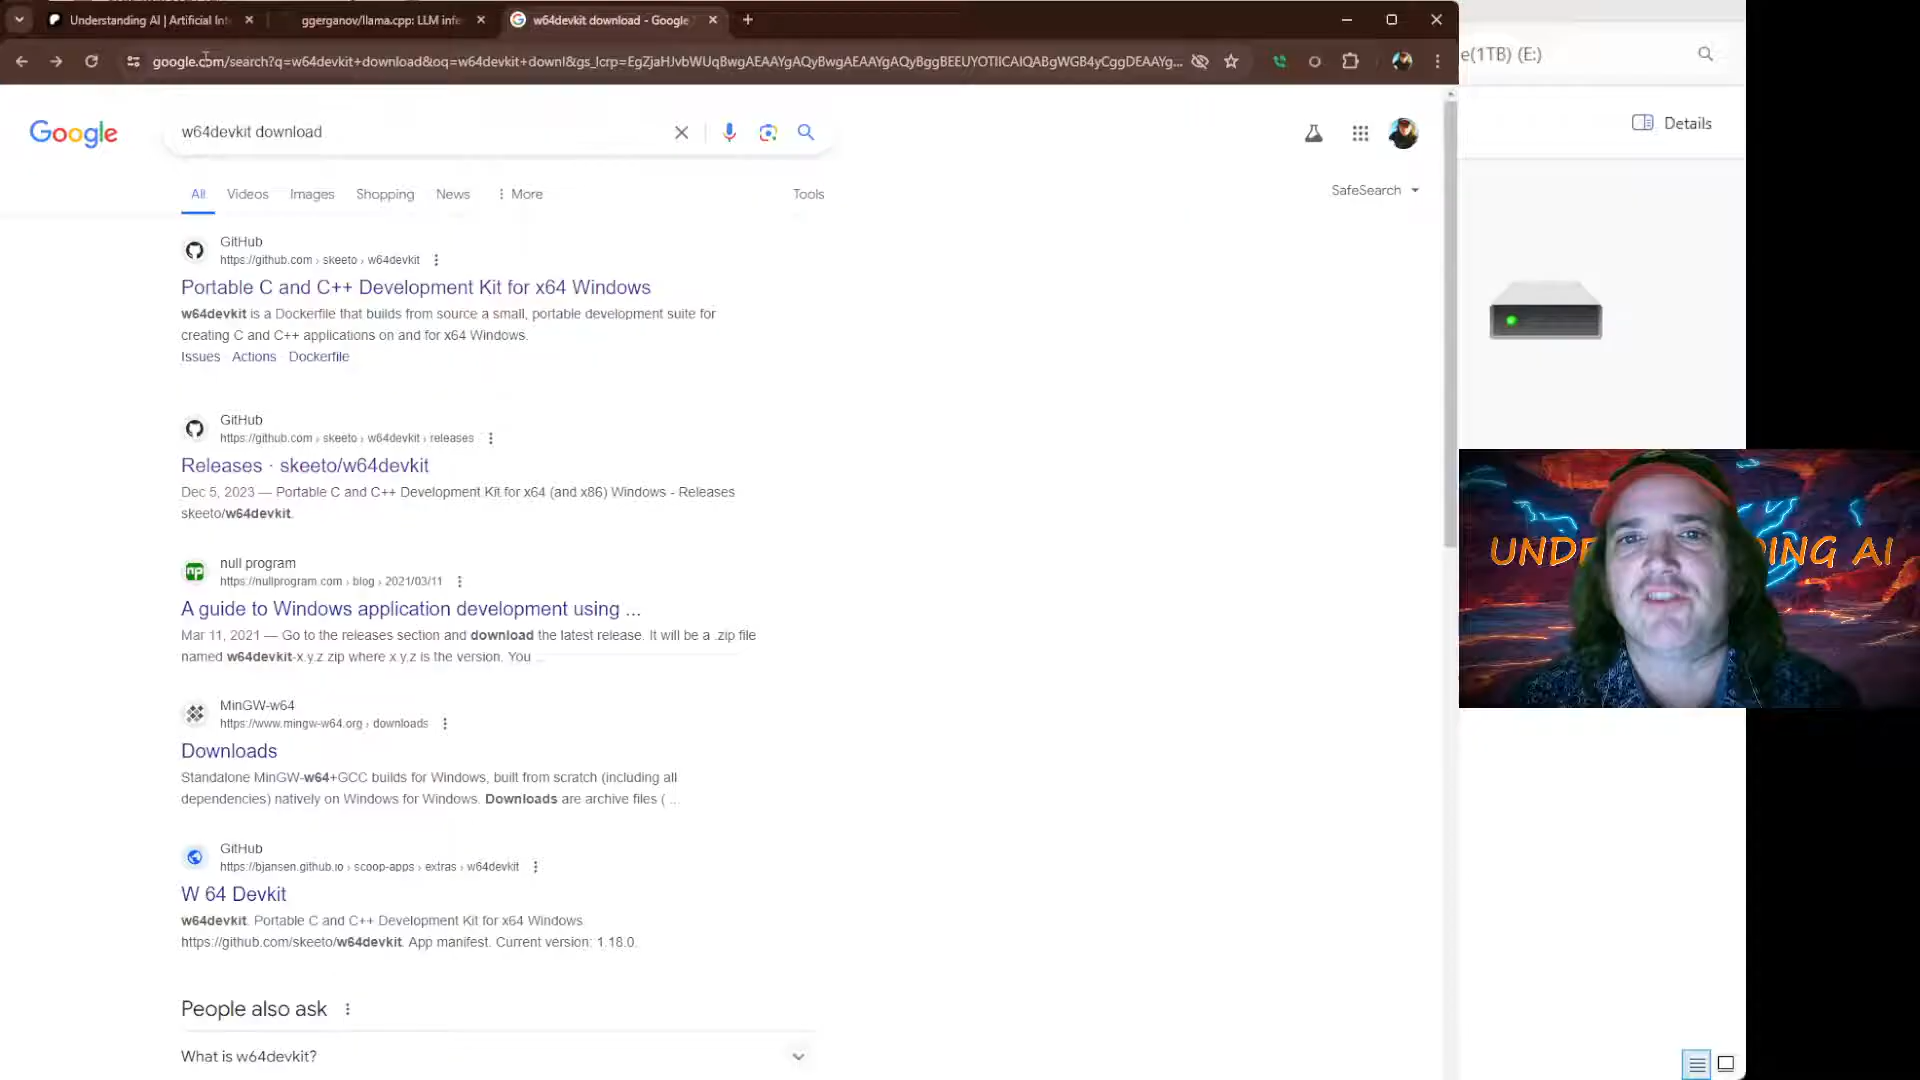 Understanding AI | Artificial Int
ggerganov/llama.cpp: LLM infe
w64devkit download - Google
google.com/search?q=w64devkit+download&oq=w64devkit+downl&gs_lcrp=EgZjaHJvbWUqBwgAEAAYgAQyBwgAEAAYgAQyBggBEEUYOTIICAIQABgWGB4yCggDEAAYg...
e(1TB) (E:)
Details
Google
w64devkit download
All
Videos
Images
Shopping
News
More
Tools
SafeSearch
GitHub
https://github.com › skeeto › w64devkit
Portable C and C++ Development Kit for x64 Windows
w64devkit is a Dockerfile that builds from source a small, portable development suite for
creating C and C++ applications on and for x64 Windows.
Issues · Actions · Dockerfile
GitHub
https://github.com › skeeto › w64devkit › releases
Releases · skeeto/w64devkit
Dec 5, 2023 — Portable C and C++ Development Kit for x64 (and x86) Windows - Releases
skeeto/w64devkit.
null program
https://nullprogram.com › blog › 2021/03/11
A guide to Windows application development using ...
Mar 11, 2021 — Go to the releases section and download the latest release. It will be a .zip file
named w64devkit-x.y.z zip where x y.z is the version. You ...
MinGW-w64
https://www.mingw-w64.org › downloads
Downloads
Standalone MinGW-w64+GCC builds for Windows, built from scratch (including all
dependencies) natively on Windows for Windows. Downloads are archive files ( ...
GitHub
https://bjansen.github.io › scoop-apps › extras › w64devkit
W 64 Devkit
w64devkit. Portable C and C++ Development Kit for x64 Windows
https://github.com/skeeto/w64devkit. App manifest. Current version: 1.18.0.
People also ask
What is w64devkit?
UNDE
ING AI